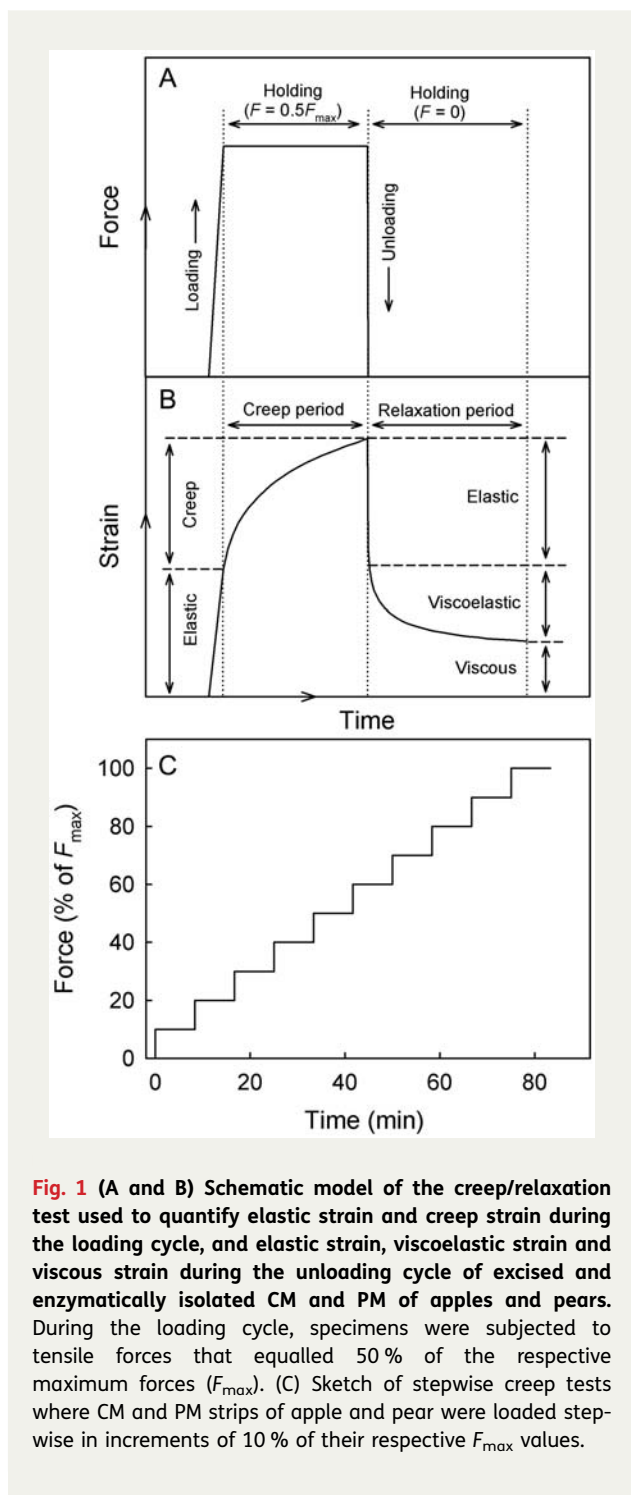 A
Holding
(F = 0.5Fmax)
Holding
(F = 0)
Force
Loading
Unloading
B
Creep period
Relaxation period
Strain
Creep
Elastic
Elastic
Viscoelastic
Viscous
Time
C
Force (% of Fmax)
100
80
60
40
20
0
0 20 40 60 80
Time (min)
Fig. 1 (A and B) Schematic model of the creep/relaxation
test used to quantify elastic strain and creep strain during
the loading cycle, and elastic strain, viscoelastic strain and
viscous strain during the unloading cycle of excised and
enzymatically isolated CM and PM of apples and pears.
During the loading cycle, specimens were subjected to
tensile forces that equalled 50 % of the respective
maximum forces (Fmax). (C) Sketch of stepwise creep tests
where CM and PM strips of apple and pear were loaded step-
wise in increments of 10 % of their respective Fmax values.